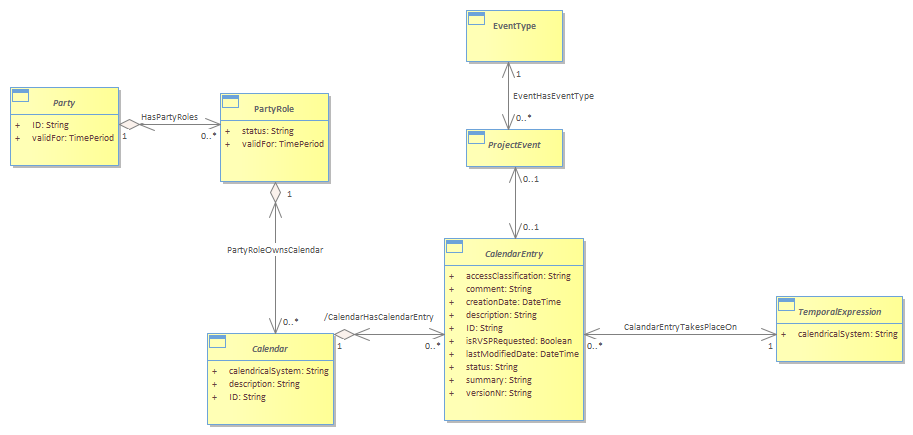 EventType
1
EventHasEventType
0..*
ProjectEvent
0..1
0..1
Party
+ ID: String
+ validFor: TimePeriod
HasPartyRoles
1
0..*
PartyRole
+ status: String
+ validFor: TimePeriod
1
PartyRoleOwnsCalendar
0..*
Calendar
+ calendricalSystem: String
+ description: String
+ ID: String
/CalendarHasCalendarEntry
1
0..*
CalendarEntry
+ accessClassification: String
+ comment: String
+ creationDate: DateTime
+ description: String
+ ID: String
+ isRVSPRequested: Boolean
+ lastModifiedDate: DateTime
+ status: String
+ summary: String
+ versionNr: String
CalandarEntryTakesPlaceOn
0..*
1
TemporalExpression
+ calendricalSystem: String